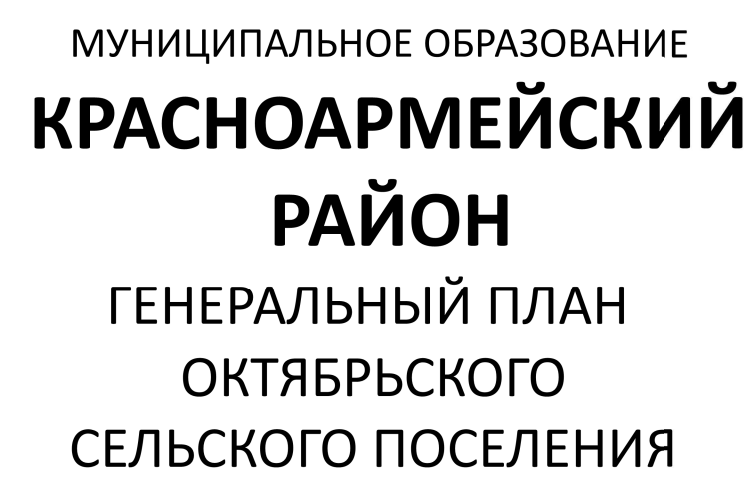 МУНИЦИПАЛЬНОЕ ОБРАЗОВАНИЕ
КРАСНОАРМЕЙСКИЙ
РАЙОН
ГЕНЕРАЛЬНЫЙ ПЛАН
ОКТЯБРЬСКОГО
СЕЛЬСКОГО ПОСЕЛЕНИЯ